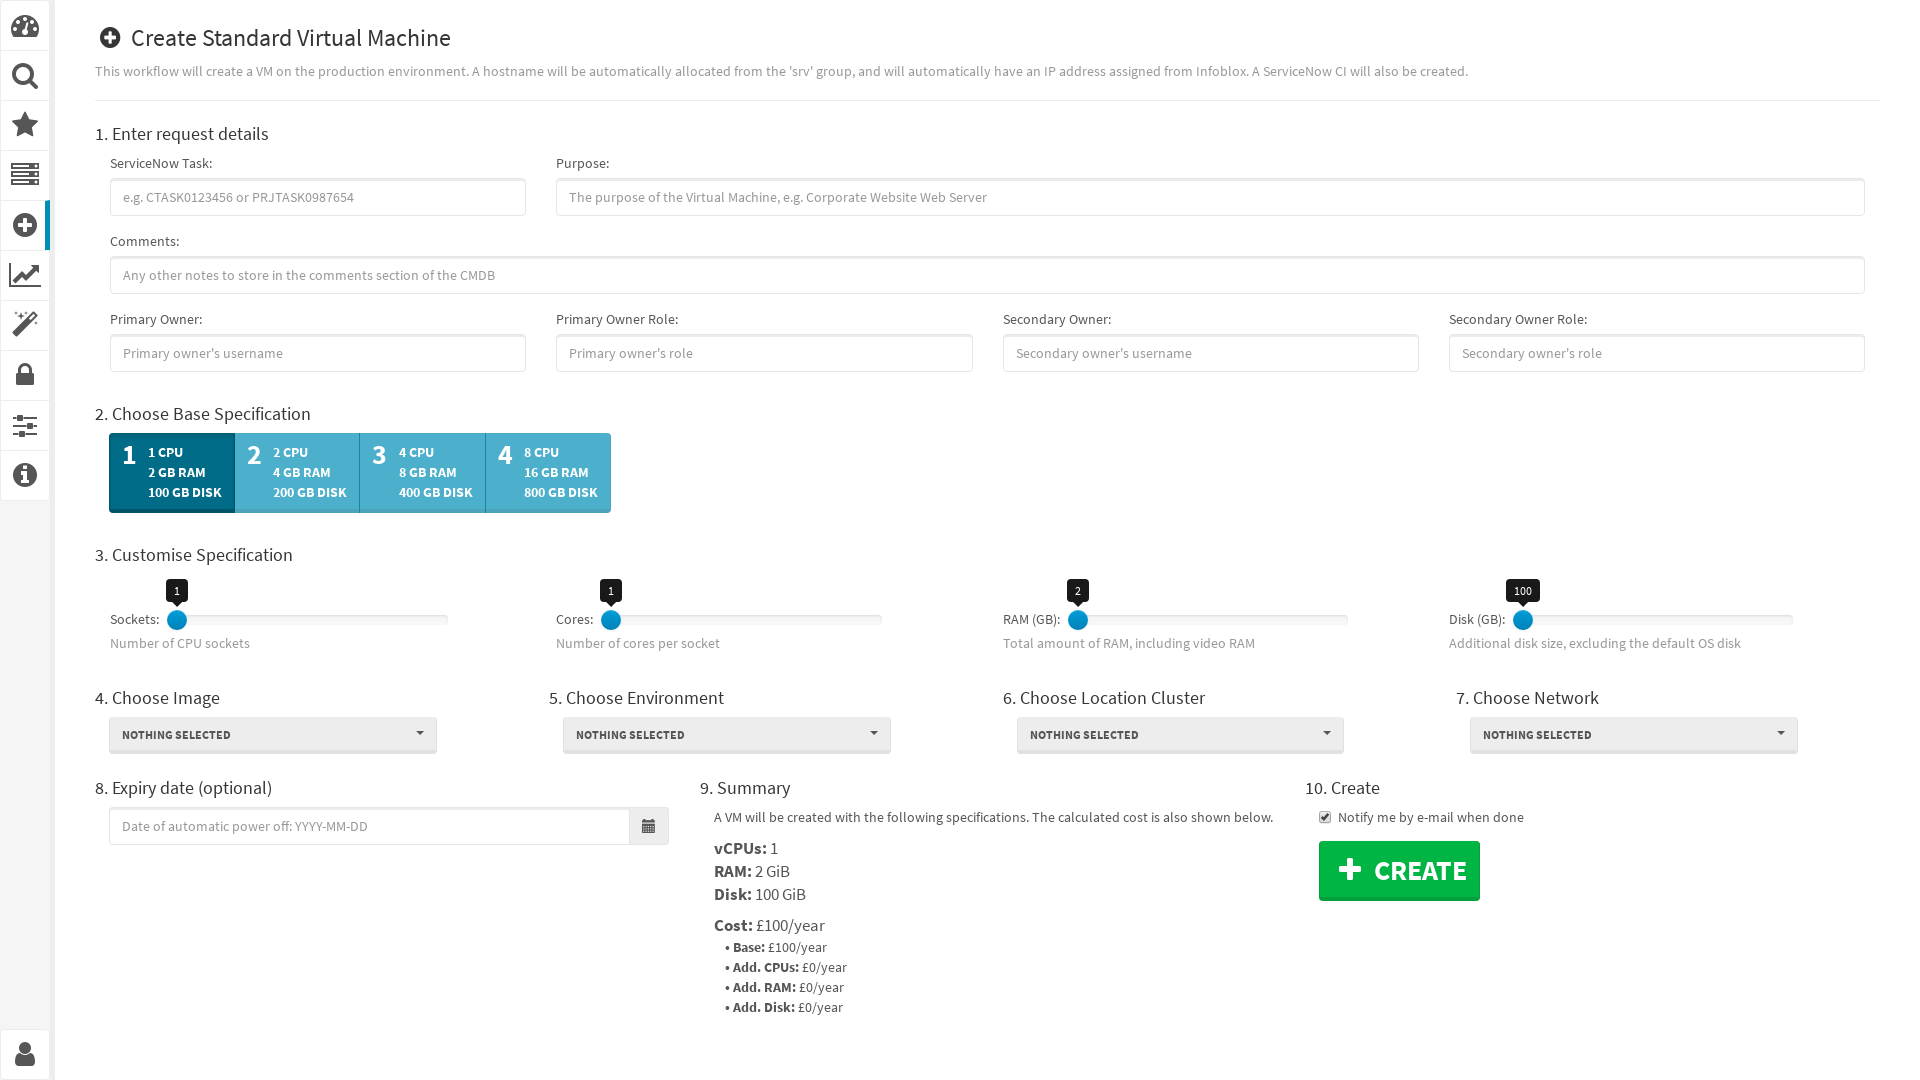 Create Standard Virtual Machine
This workflow will create a VM on the production environment. A hostname will be automatically allocated from the 'srv' group, and will automatically have an IP address assigned from Infoblox. A ServiceNow CI will also be created.
1. Enter request details
ServiceNow Task:
Purpose:
e.g. CTASK0123456 or PRJTASK0987654
The purpose of the Virtual Machine, e.g. Corporate Website Web Server
Comments:
Any other notes to store in the comments section of the CMDB
Primary Owner:
Primary Owner Role:
Secondary Owner:
Secondary Owner Role:
Primary owner's username
Primary owner's role
Secondary owner's username
Secondary owner's role
2. Choose Base Specification
1
1 CPU
2 GB RAM
100 GB DISK
2
2 CPU
4 GB RAM
200 GB DISK
3
4 CPU
8 GB RAM
400 GB DISK
4
8 CPU
16 GB RAM
800 GB DISK
3. Customise Specification
1
Sockets:
Number of CPU sockets
1
Cores:
Number of cores per socket
2
RAM (GB):
Total amount of RAM, including video RAM
100
Disk (GB):
Additional disk size, excluding the default OS disk
4. Choose Image
NOTHING SELECTED
5. Choose Environment
NOTHING SELECTED
6. Choose Location Cluster
NOTHING SELECTED
7. Choose Network
NOTHING SELECTED
8. Expiry date (optional)
Date of automatic power off: YYYY-MM-DD
9. Summary
A VM will be created with the following specifications. The calculated cost is also shown below.
vCPUs: 1
RAM: 2 GiB
Disk: 100 GiB
Cost: £100/year
• Base: £100/year
• Add. CPUs: £0/year
• Add. RAM: £0/year
• Add. Disk: £0/year
10. Create
Notify me by e-mail when done
CREATE